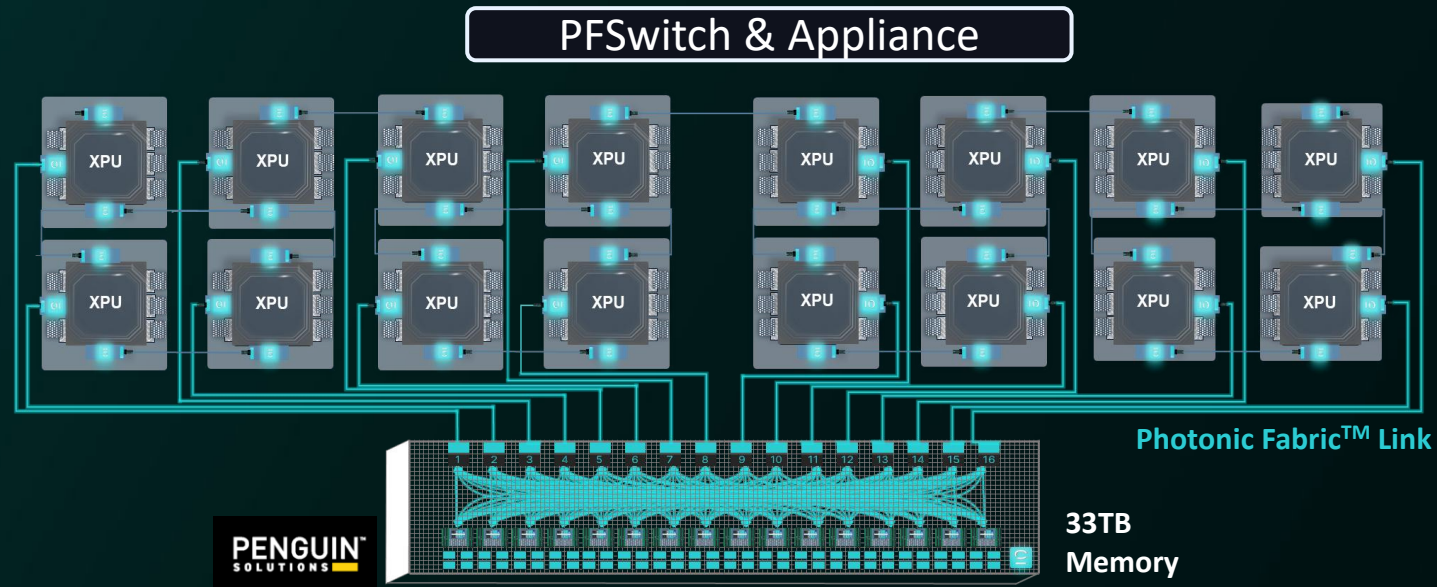 PFSwitch & Appliance
XPU XPU XPU XPU XPU XPU XPU XPU
XPU XPU XPU XPU XPU XPU XPU XPU
Photonic Fabric™ Link
1 2 3 4 5 6 7 8 9 10 11 12 13 14 15 16
33TB
Memory
PENGUIN™
SOLUTIONS